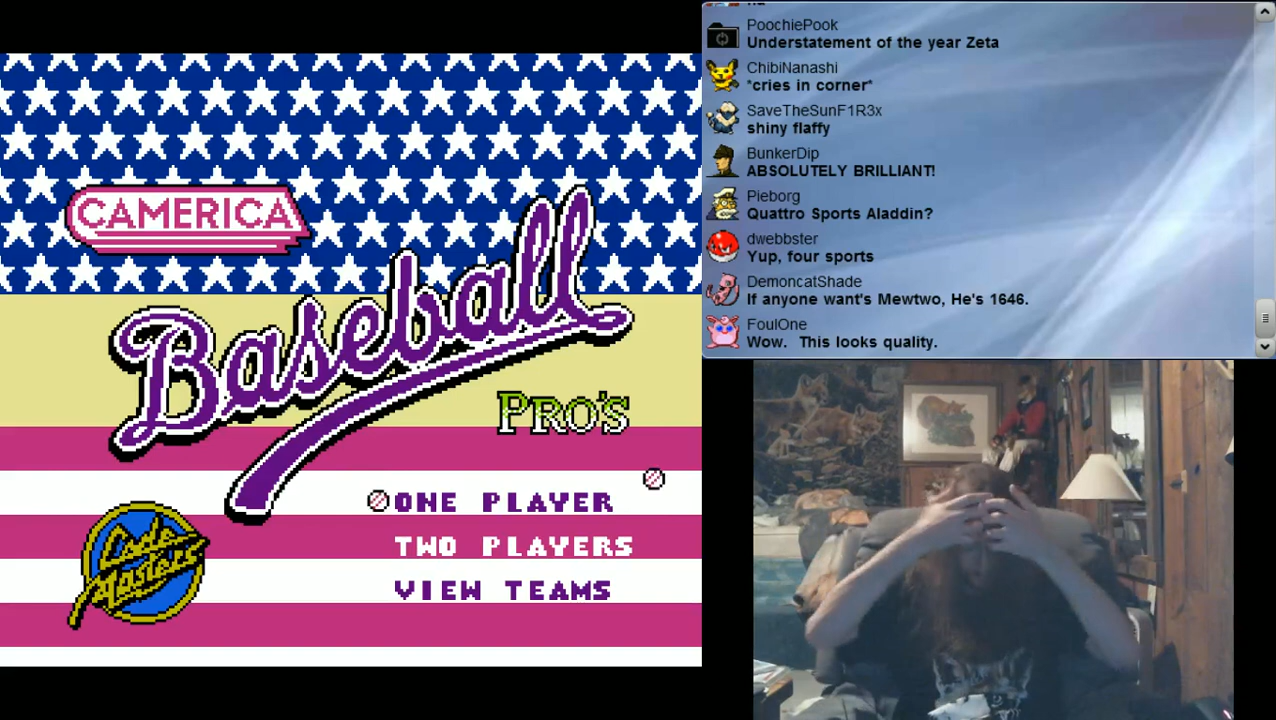 CAMERICA
Baseball
PRO'S
ONE PLAYER
TWO PLAYERS
VIEW TEAMS
Code
Masters
PoochiePook
Understatement of the year Zeta
ChibiNanashi
*cries in corner*
SaveTheSunF1R3x
shiny flaffy
BunkerDip
ABSOLUTELY BRILLIANT!
Pieborg
Quattro Sports Aladdin?
dwebbster
Yup, four sports
DemoncatShade
If anyone want's Mewtwo, He's 1646.
FoulOne
Wow. This looks quality.